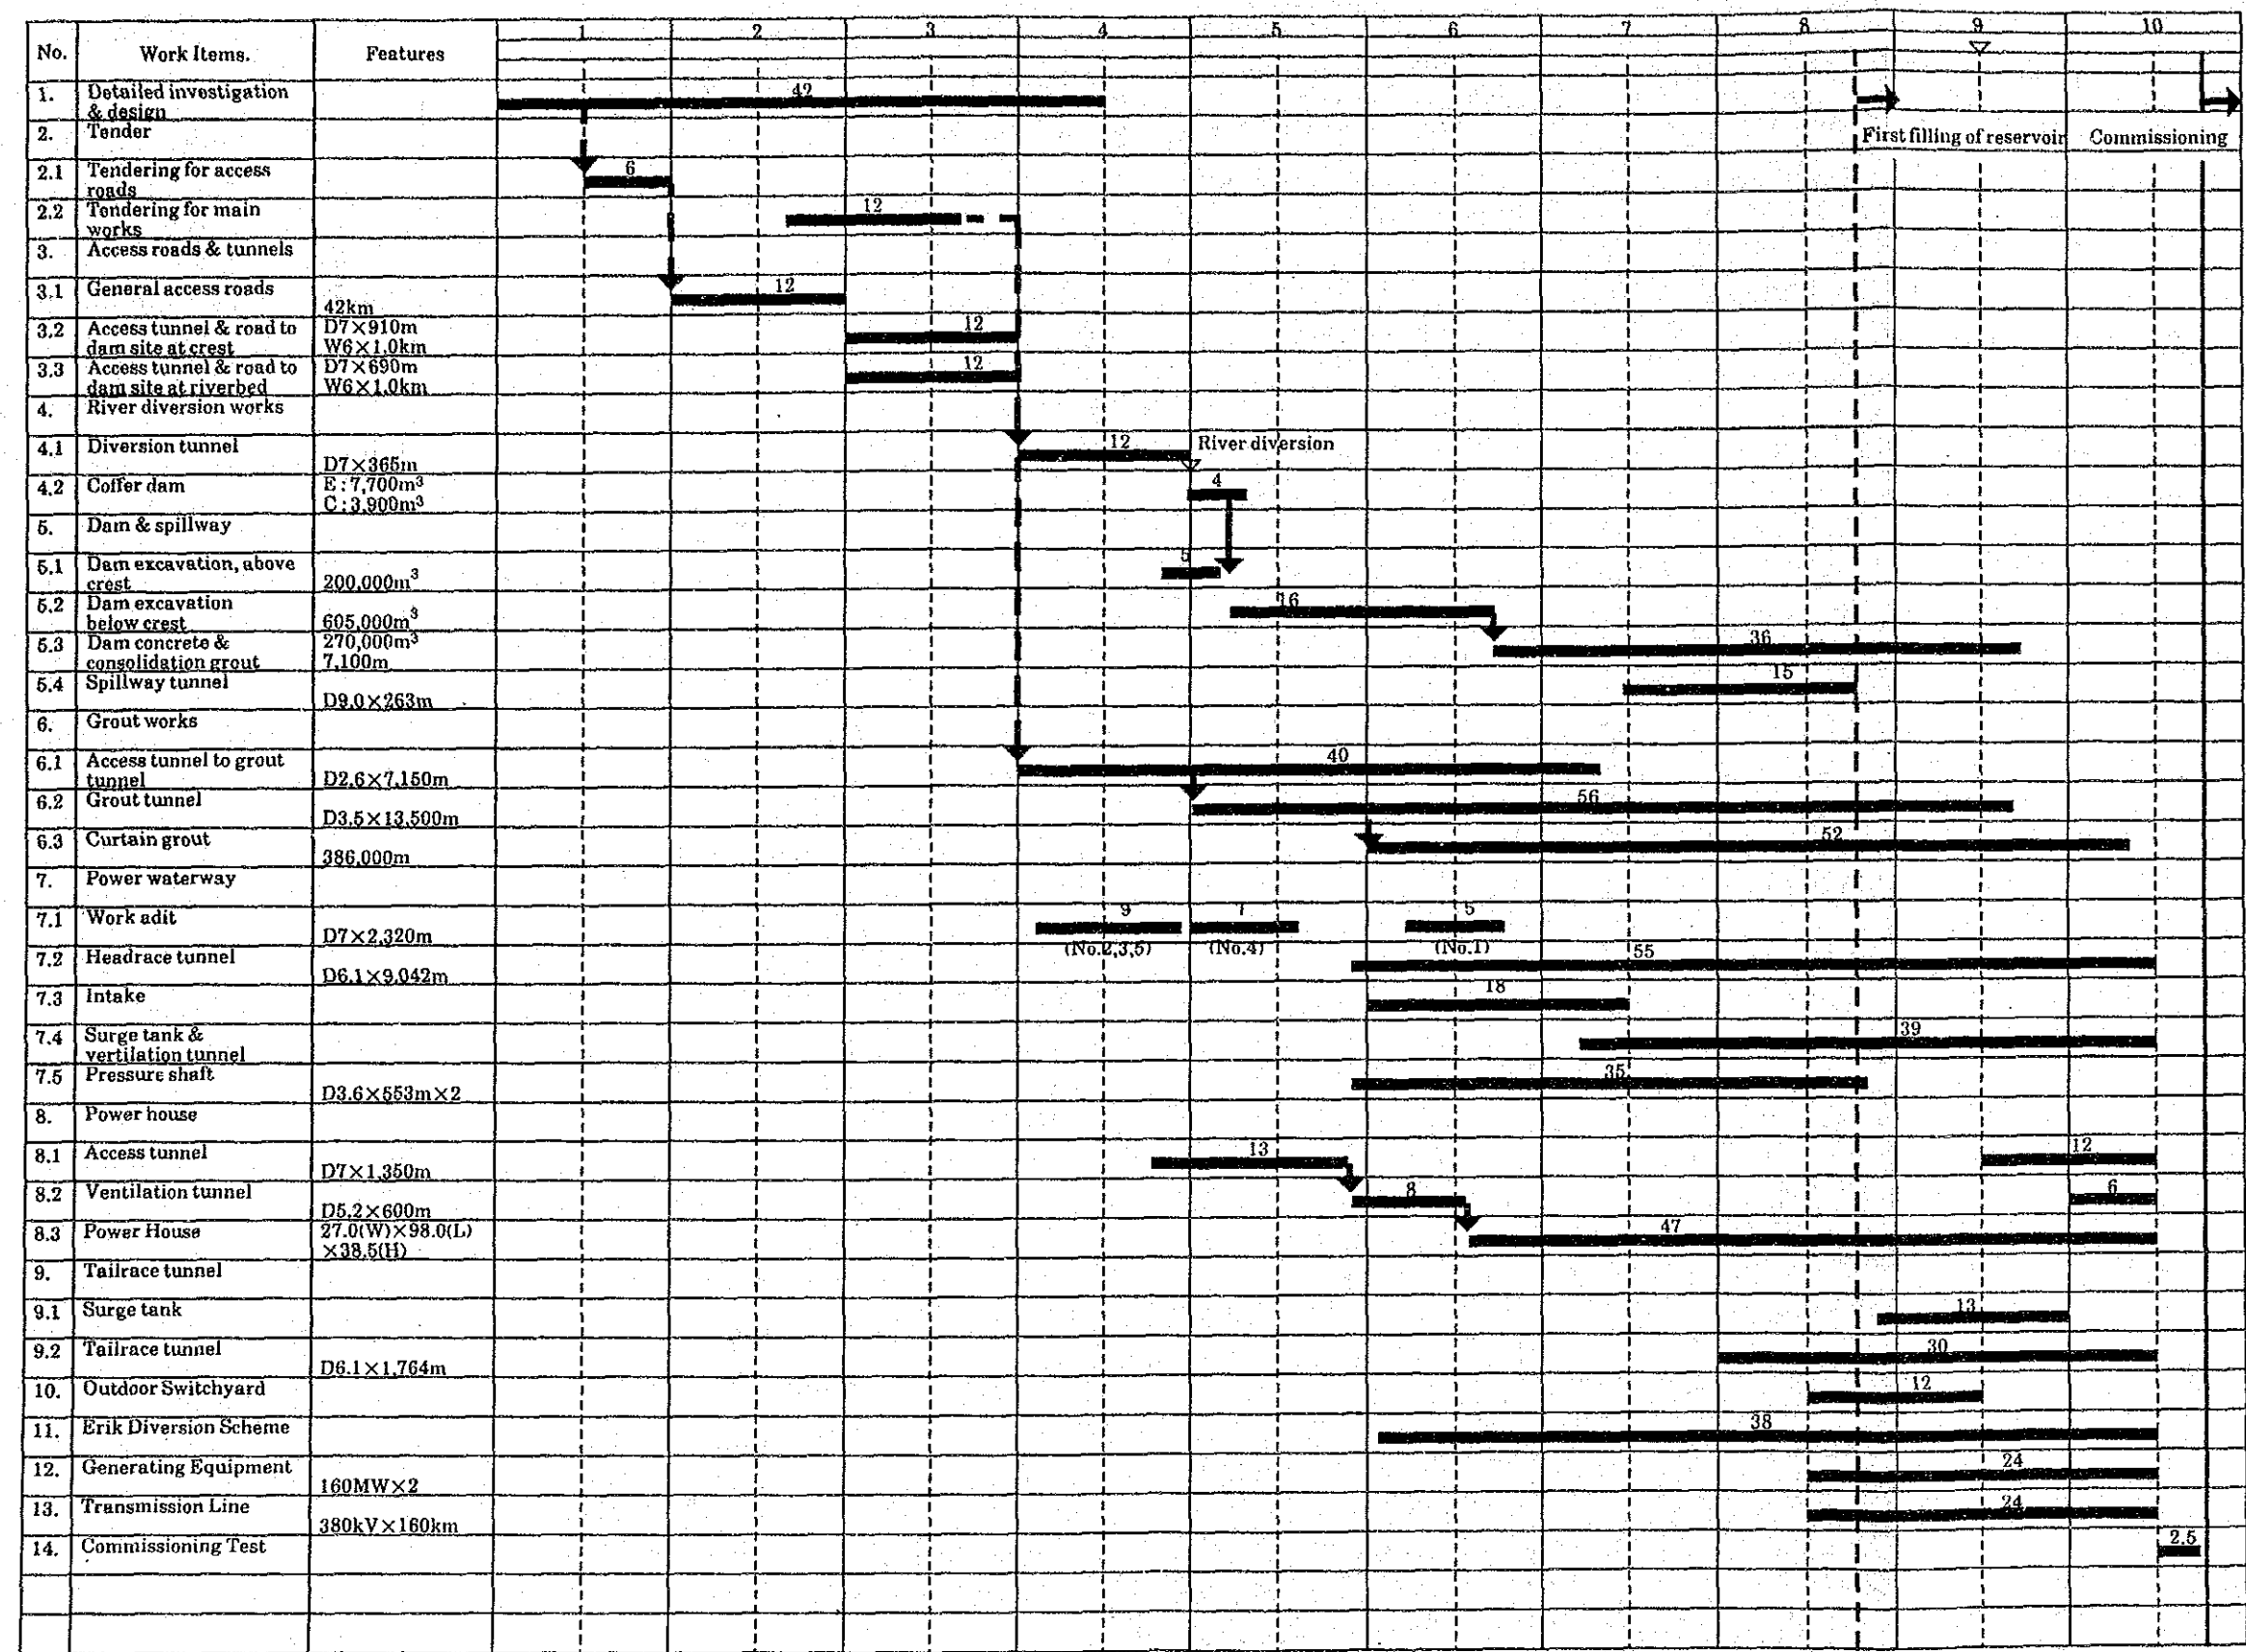 No. Work Items. Features 1 2 3 4 5 6 7 8 9 10
1. Detailed investigation 42
& design
2. Tender First filling of reservoir Commissioning
2.1 Tendering for access 6
roads
2.2 Tendering for main 12
works
3. Access roads & tunnels
3.1 General access roads 12
42km
3.2 Access tunnel & road to D7×910m 12
dam site at crest W6×1.0km
3.3 Access tunnel & road to D7×690m 12
dam site at riverbed W6×1.0km
4. River diversion works
4.1 Diversion tunnel 12 River diversion
D7×365m
4.2 Coffer dam E:7,700m³ 4
C:3,900m³
5. Dam & spillway
5.1 Dam excavation, above 5
crest 200,000m³
5.2 Dam excavation 16
below crest 605,000m³
5.3 Dam concrete & 270,000m³ 36
consolidation grout 7,100m
5.4 Spillway tunnel 15
D9.0×263m
6. Grout works
6.1 Access tunnel to grout 40
tunnel D2.6×7,150m
6.2 Grout tunnel 56
D3.5×13,500m
6.3 Curtain grout 52
386,000m
7. Power waterway
7.1 Work adit 9 7 5
D7×2,320m (No.2,3,5) (No.4) (No.1)
7.2 Headrace tunnel 55
D6.1×9,042m
7.3 Intake 18
7.4 Surge tank & 39
vertilation tunnel
7.5 Pressure shaft 35
D3.6×553m×2
8. Power house
8.1 Access tunnel 13 12
D7×1,350m
8.2 Ventilation tunnel 8 6
D5.2×600m
8.3 Power House 27.0(W)×98.0(L) 47
×38.5(H)
9. Tailrace tunnel
9.1 Surge tank 13
9.2 Tailrace tunnel 30
D6.1×1,764m
10. Outdoor Switchyard 12
11. Erik Diversion Scheme 38
12. Generating Equipment 24
160MW×2
13. Transmission Line 24
380kV×160km
14. Commissioning Test 2.5